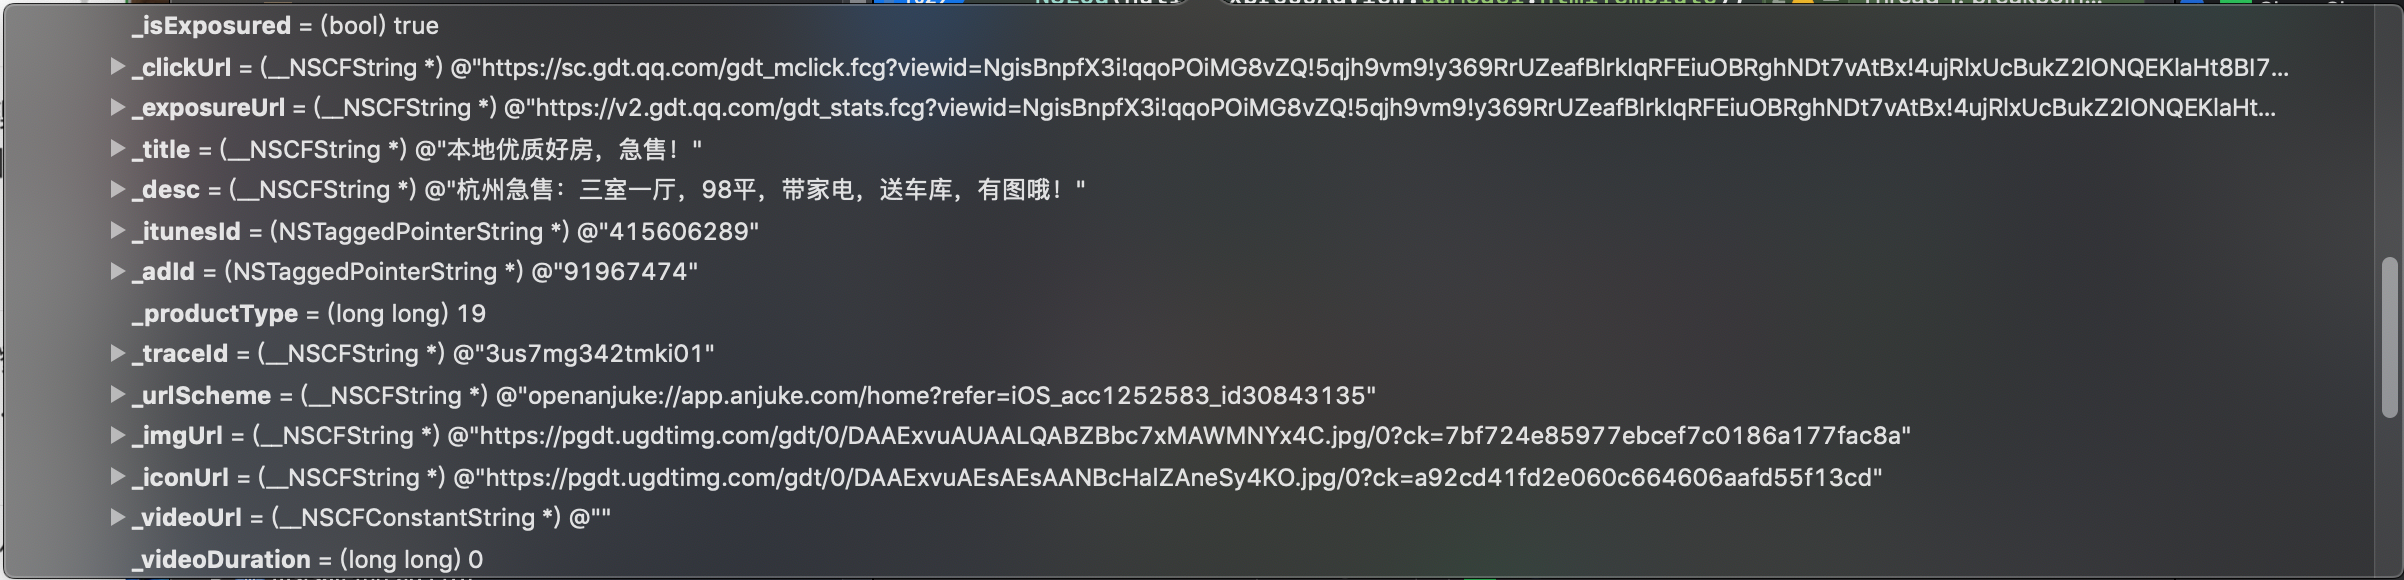 _isExposured = (bool) true
_clickUrl = (__NSCFString *) @"https://sc.gdt.qq.com/gdt_mclick.fcg?viewid=NgisBnpfX3i!qqoPOiMG8vZQ!5qjh9vm9!y369RrUZeafBlrkIqRFEiuOBRghNDt7vAtBx!4ujRlxUcBukZ2lONQEKlaHt8BI7...
_exposureUrl = (__NSCFString *) @"https://v2.gdt.qq.com/gdt_stats.fcg?viewid=NgisBnpfX3i!qqoPOiMG8vZQ!5qjh9vm9!y369RrUZeafBlrkIqRFEiuOBRghNDt7vAtBx!4ujRlxUcBukZ2lONQEKlaHt...
_title = (__NSCFString *) @"本地优质好房，急售！"
_desc = (__NSCFString *) @"杭州急售：三室一厅，98平，带家电，送车库，有图哦！"
_itunesId = (NSTaggedPointerString *) @"415606289"
_adId = (NSTaggedPointerString *) @"91967474"
_productType = (long long) 19
_traceId = (__NSCFString *) @"3us7mg342tmki01"
_urlScheme = (__NSCFString *) @"openanjuke://app.anjuke.com/home?refer=iOS_acc1252583_id30843135"
_imgUrl = (__NSCFString *) @"https://pgdt.ugdtimg.com/gdt/0/DAAExvuAUAALQABZBbc7xMAWMNYx4C.jpg/0?ck=7bf724e85977ebcef7c0186a177fac8a"
_iconUrl = (__NSCFString *) @"https://pgdt.ugdtimg.com/gdt/0/DAAExvuAEsAEsAANBcHalZAneSy4KO.jpg/0?ck=a92cd41fd2e060c664606aafd55f13cd"
_videoUrl = (__NSCFConstantString *) @""
_videoDuration = (long long) 0